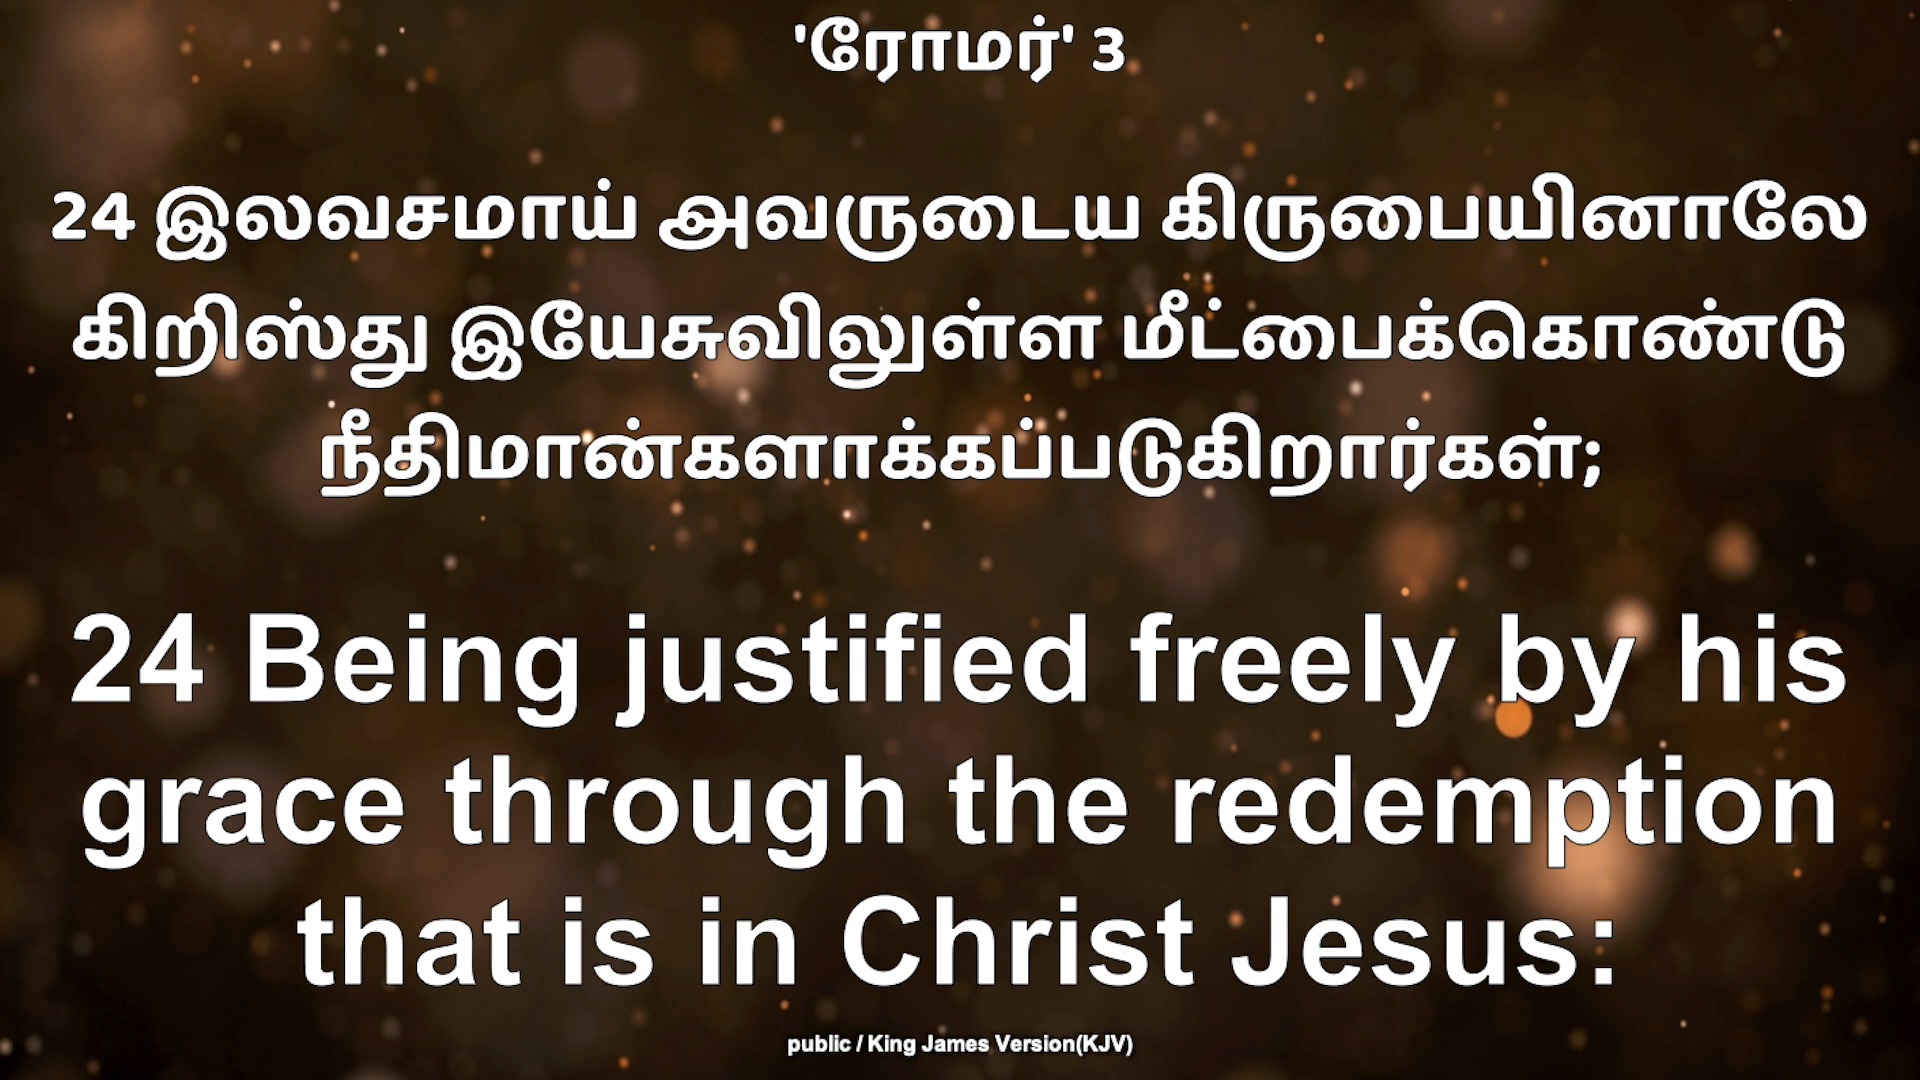 'ரோமர்' 3
24 இலவசமாய் அவருடைய கிருபையினாலே
கிறிஸ்து இயேசுவிலுள்ள மீட்பைக்கொண்டு
நீதிமான்களாக்கப்படுகிறார்கள்;
24 Being justified freely by his
grace through the redemption
that is in Christ Jesus:
public / King James Version(KJV)